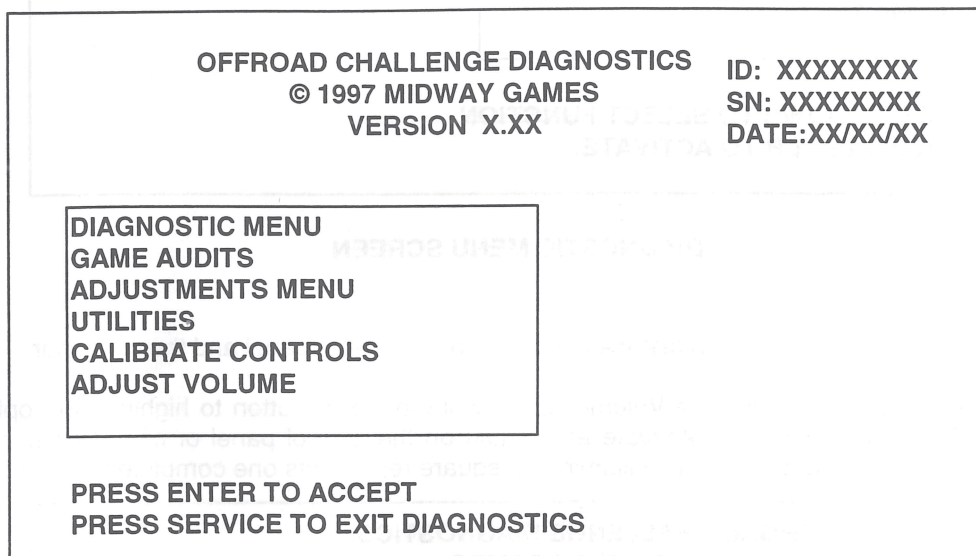 OFFROAD CHALLENGE DIAGNOSTICS
© 1997 MIDWAY GAMES
VERSION X.XX
ID: XXXXXXXX
SN: XXXXXXXX
DATE:XX/XX/XX
DIAGNOSTIC MENU
GAME AUDITS
ADJUSTMENTS MENU
UTILITIES
CALIBRATE CONTROLS
ADJUST VOLUME
PRESS ENTER TO ACCEPT
PRESS SERVICE TO EXIT DIAGNOSTICS